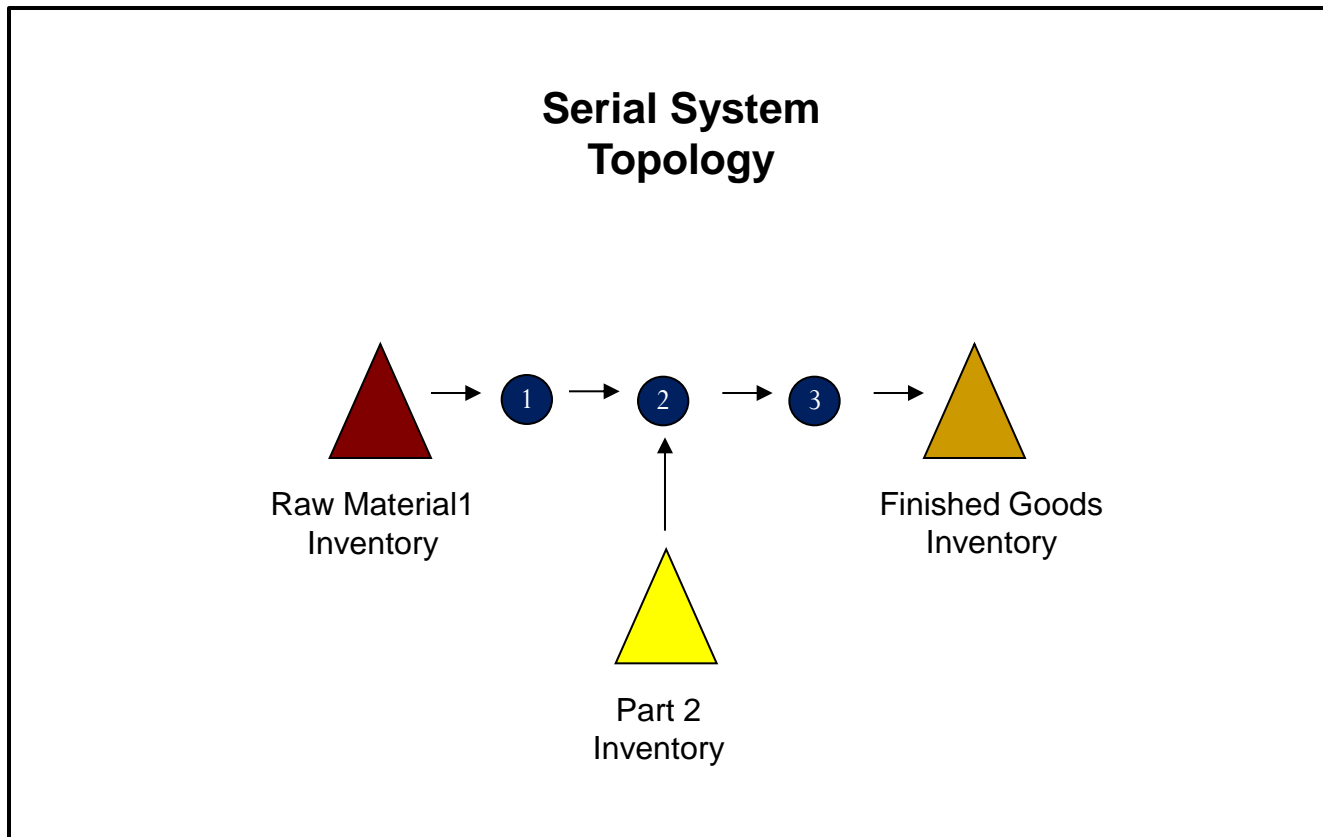 Serial System
Topology
1
2
3
Raw Material1
Inventory
Finished Goods
Inventory
Part 2
Inventory